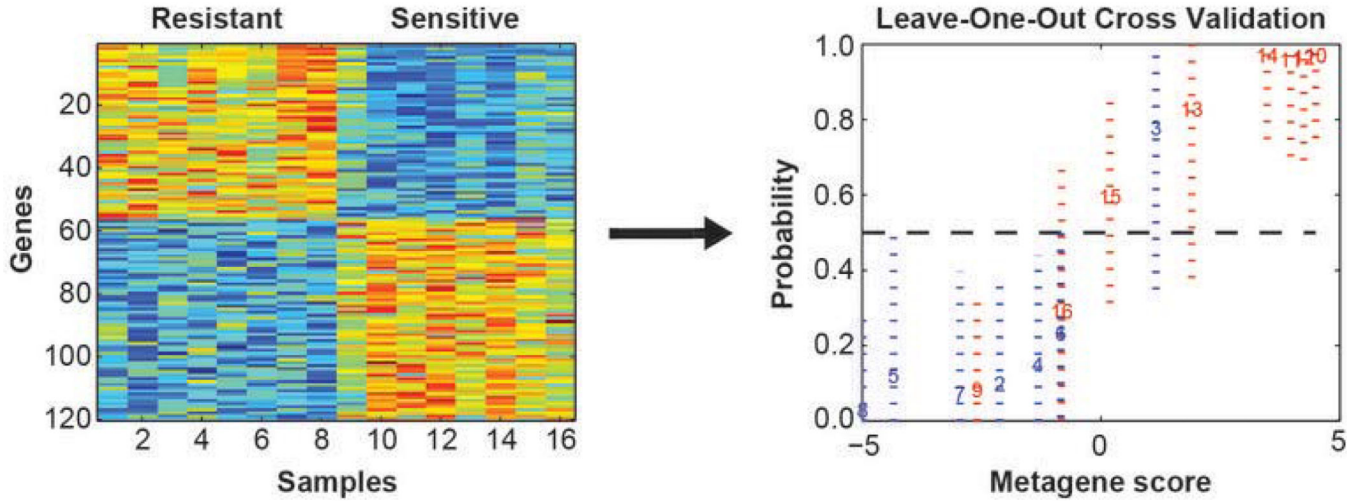 Resistant Sensitive
Genes
20
40
60
80
100
120
2 4 6 8 10 12 14 16
Samples
Leave-One-Out Cross Validation
Probability
1.0
0.8
0.6
0.4
0.2
0.0
14
13
3
15
16
5
7
9
2
4
−5 0 5
Metagene score